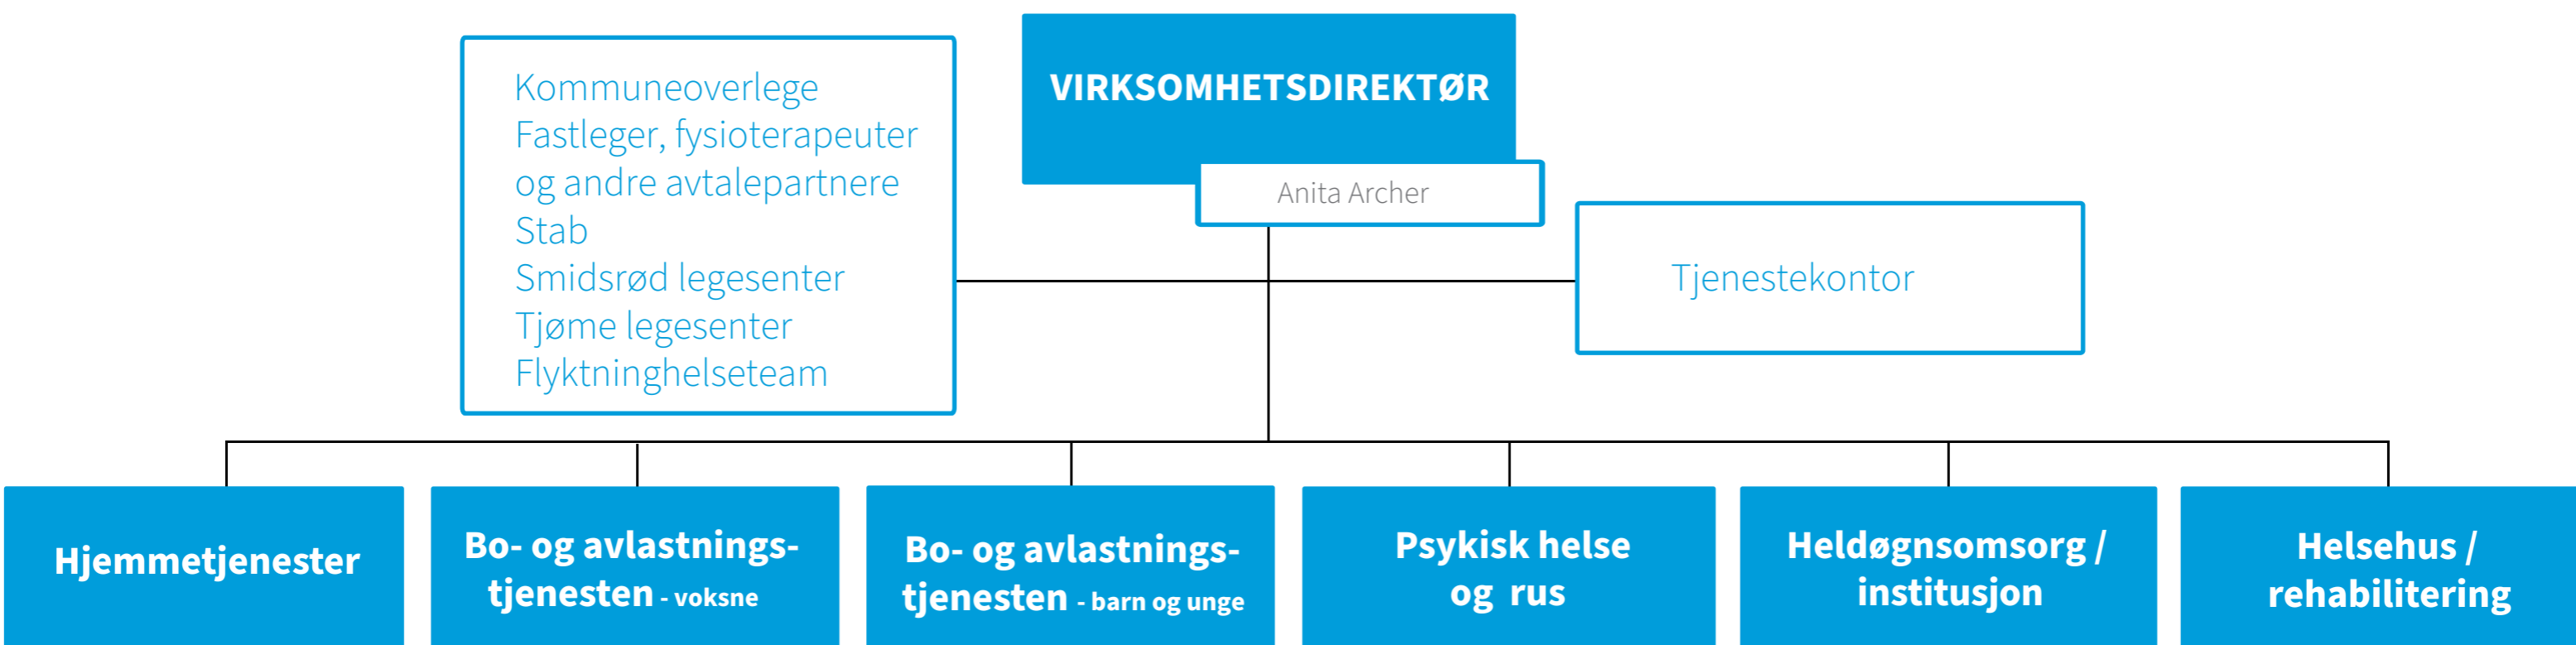 VIRKSOMHETSDIREKTØR
Anita Archer
Kommuneoverlege
Fastleger, fysioterapeuter
og andre avtalepartnere
Stab
Smidsrød legesenter
Tjøme legesenter
Flyktninghelseteam
Tjenestekontor
Hjemmetjenester
Bo- og avlastnings-
tjenesten - voksne
Bo- og avlastnings-
tjenesten - barn og unge
Psykisk helse
og rus
Heldøgnsomsorg /
institusjon
Helsehus /
rehabilitering